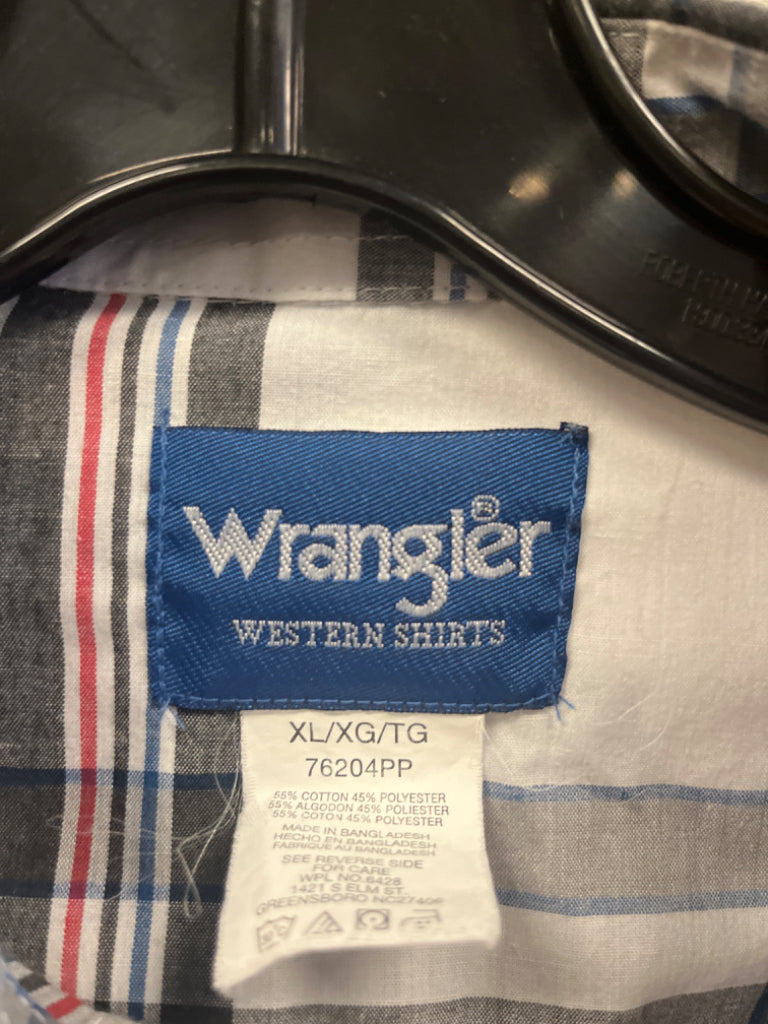 Wrangler®
WESTERN SHIRTS
XL/XG/TG
76204PP
55% COTTON 45% POLYESTER
55% ALGODON 45% POLIESTER
55% COTON 45% POLYESTER
MADE IN BANGLADESH
HECHO EN BANGLADESH
FABRIQUE AU BANGLADESH
SEE REVERSE SIDE
FOR CARE
WPL NO.6428
1421 S ELM ST.
GREENSBORO NC27406